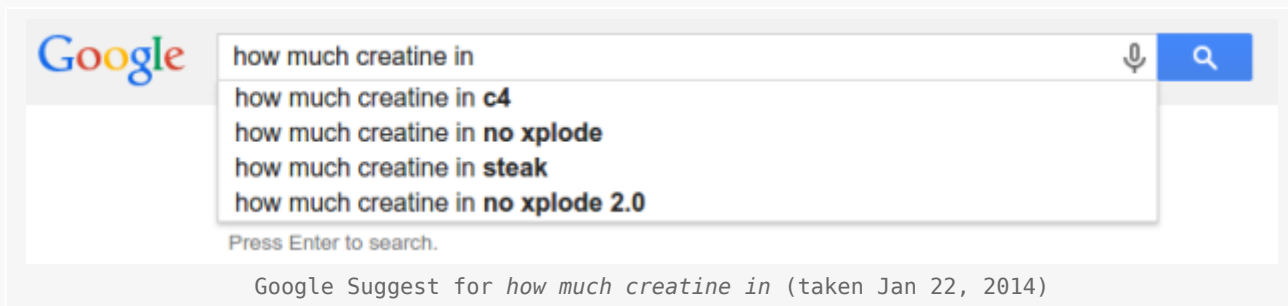 Google
how much creatine in
how much creatine in c4
how much creatine in no xplode
how much creatine in steak
how much creatine in no xplode 2.0
Press Enter to search.
Google Suggest for how much creatine in (taken Jan 22, 2014)